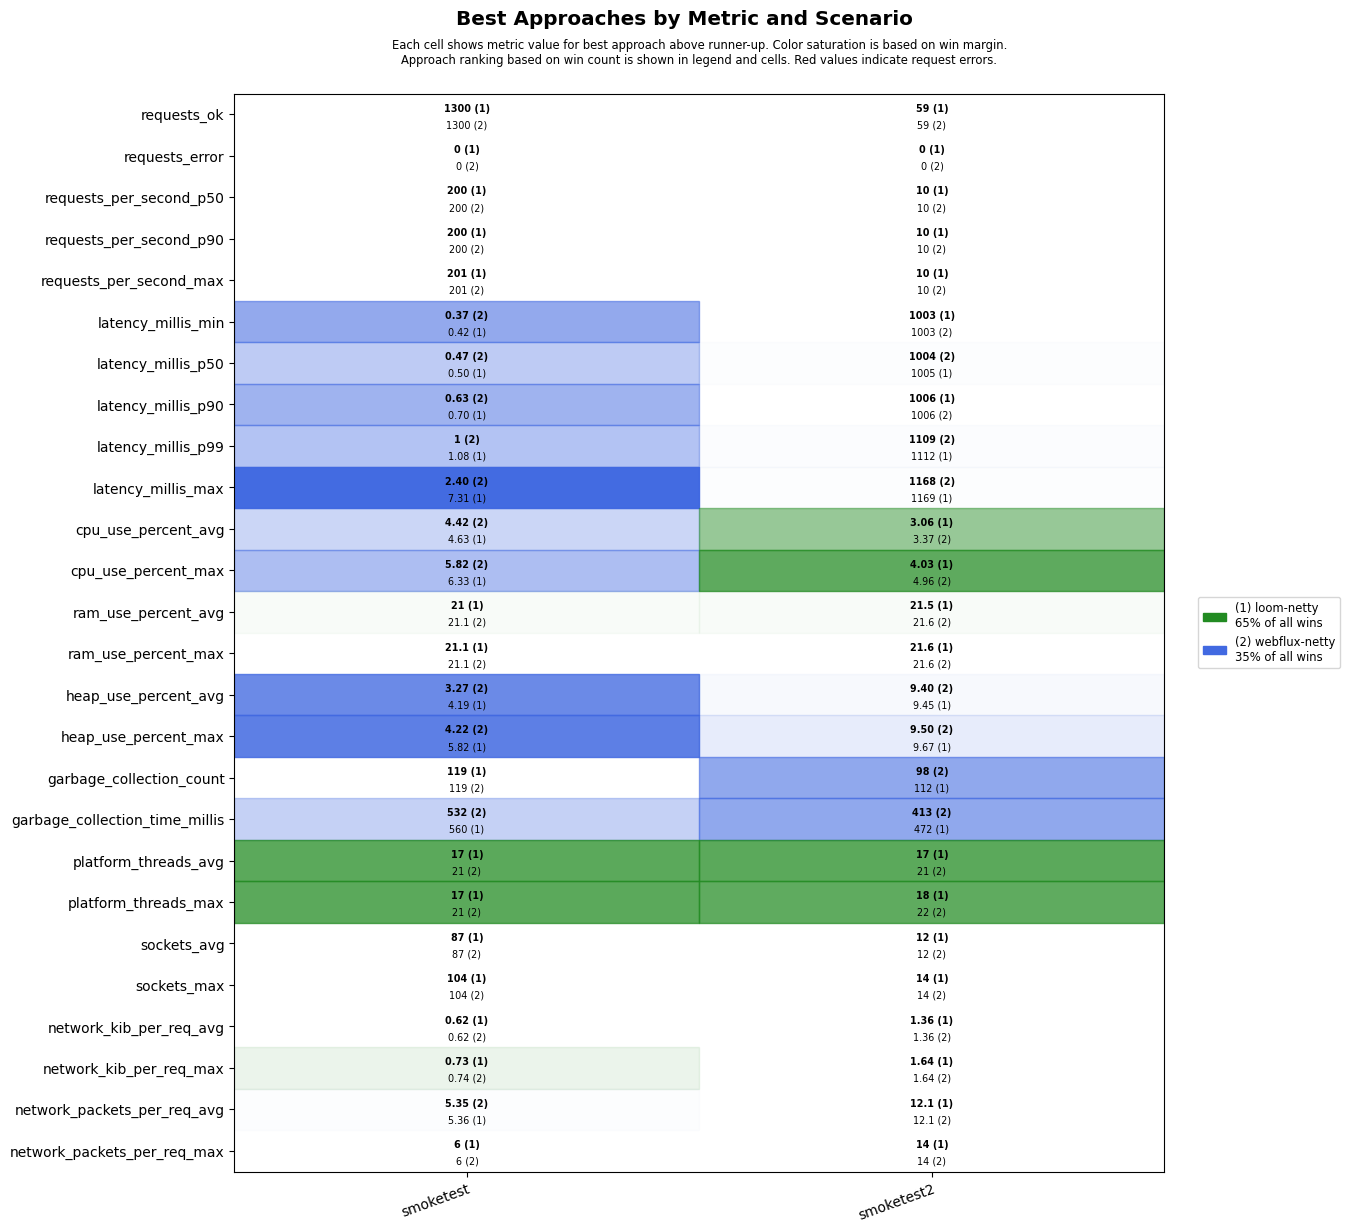 Best Approaches by Metric and Scenario
Each cell shows metric value for best approach above runner-up. Color saturation is based on win margin.
Approach ranking based on win count is shown in legend and cells. Red values indicate request errors.
requests_ok
1300 (1)
1300 (2)
59 (1)
59 (2)
requests_error
0 (1)
0 (2)
0 (1)
0 (2)
requests_per_second_p50
200 (1)
200 (2)
10 (1)
10 (2)
requests_per_second_p90
200 (1)
200 (2)
10 (1)
10 (2)
requests_per_second_max
201 (1)
201 (2)
10 (1)
10 (2)
latency_millis_min
0.37 (2)
0.42 (1)
1003 (1)
1003 (2)
latency_millis_p50
0.47 (2)
0.50 (1)
1004 (2)
1005 (1)
latency_millis_p90
0.63 (2)
0.70 (1)
1006 (1)
1006 (2)
latency_millis_p99
1 (2)
1.08 (1)
1109 (2)
1112 (1)
latency_millis_max
2.40 (2)
7.31 (1)
1168 (2)
1169 (1)
cpu_use_percent_avg
4.42 (2)
4.63 (1)
3.06 (1)
3.37 (2)
cpu_use_percent_max
5.82 (2)
6.33 (1)
4.03 (1)
4.96 (2)
ram_use_percent_avg
21 (1)
21.1 (2)
21.5 (1)
21.6 (2)
ram_use_percent_max
21.1 (1)
21.1 (2)
21.6 (1)
21.6 (2)
heap_use_percent_avg
3.27 (2)
4.19 (1)
9.40 (2)
9.45 (1)
heap_use_percent_max
4.22 (2)
5.82 (1)
9.50 (2)
9.67 (1)
garbage_collection_count
119 (1)
119 (2)
98 (2)
112 (1)
garbage_collection_time_millis
532 (2)
560 (1)
413 (2)
472 (1)
platform_threads_avg
17 (1)
21 (2)
17 (1)
21 (2)
platform_threads_max
17 (1)
21 (2)
18 (1)
22 (2)
sockets_avg
87 (1)
87 (2)
12 (1)
12 (2)
sockets_max
104 (1)
104 (2)
14 (1)
14 (2)
network_kib_per_req_avg
0.62 (1)
0.62 (2)
1.36 (1)
1.36 (2)
network_kib_per_req_max
0.73 (1)
0.74 (2)
1.64 (1)
1.64 (2)
network_packets_per_req_avg
5.35 (2)
5.36 (1)
12.1 (1)
12.1 (2)
network_packets_per_req_max
6 (1)
6 (2)
14 (1)
14 (2)
smoketest
smoketest2
(1) loom-netty
65% of all wins
(2) webflux-netty
35% of all wins